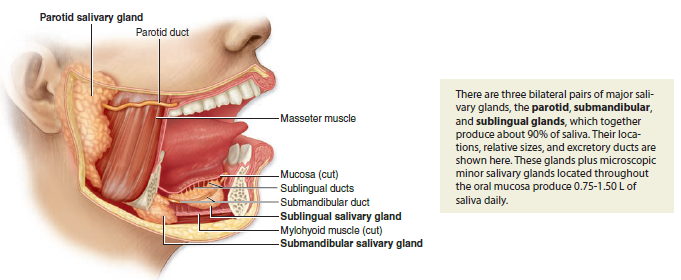 Parotid salivary gland
Parotid duct
Masseter muscle
Mucosa (cut)
Sublingual ducts
Submandibular duct
Sublingual salivary gland
Mylohyoid muscle (cut)
Submandibular salivary gland
There are three bilateral pairs of major sali-
vary glands, the parotid, submandibular,
and sublingual glands, which together
produce about 90% of saliva. Their loca-
tions, relative sizes, and excretory ducts are
shown here. These glands plus microscopic
minor salivary glands located throughout
the oral mucosa produce 0.75-1.50 L of
saliva daily.